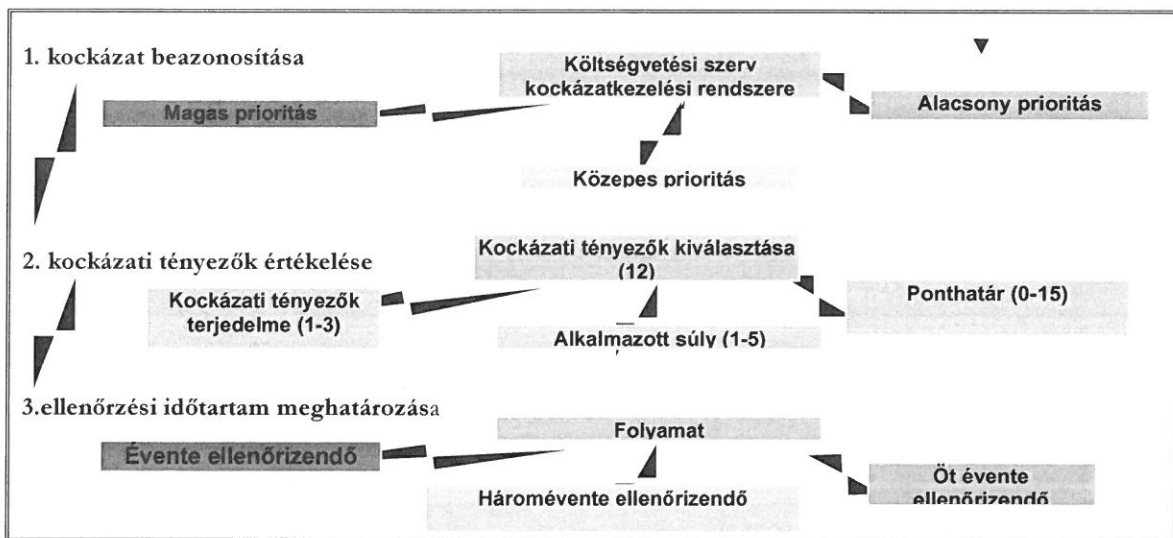 1. kockázat beazonosítása
Költségvetési szerv
kockázatkezelési rendszere
Magas prioritás
Alacsony prioritás
Közepes prioritás
2. kockázati tényezők értékelése
Kockázati tényezők kiválasztása
(12)
Kockázati tényezők
terjedelme (1-3)
Ponthatár (0-15)
Alkalmazott súly (1-5)
3.ellenőrzési időtartam meghatározása
Folyamat
Évente ellenőrizendő
Háromévente ellenőrizendő
Öt évente
ellenőrizendő